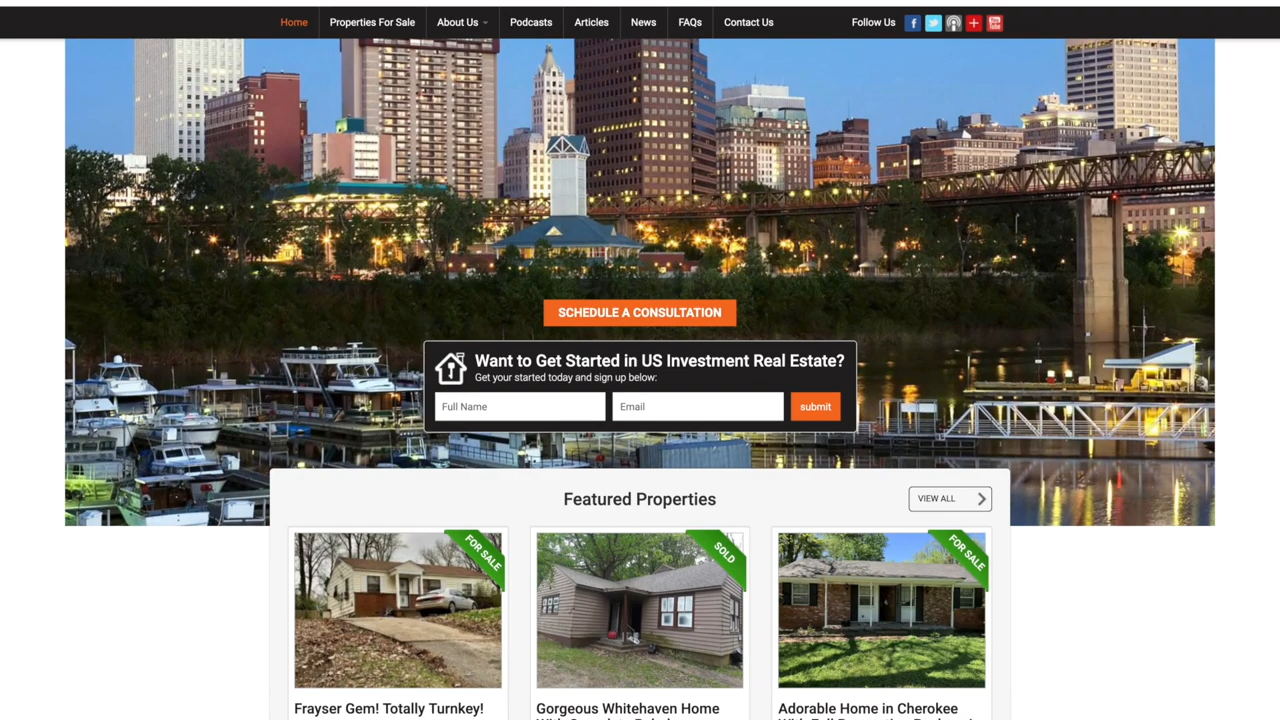 Home Properties For Sale About Us Podcasts Articles News FAQs Contact Us Follow Us
SCHEDULE A CONSULTATION
Want to Get Started in US Investment Real Estate?
Get your started today and sign up below:
Full Name Email submit
Featured Properties VIEW ALL
FOR SALE SOLD FOR SALE
Frayser Gem! Totally Turnkey! Gorgeous Whitehaven Home Adorable Home in Cherokee